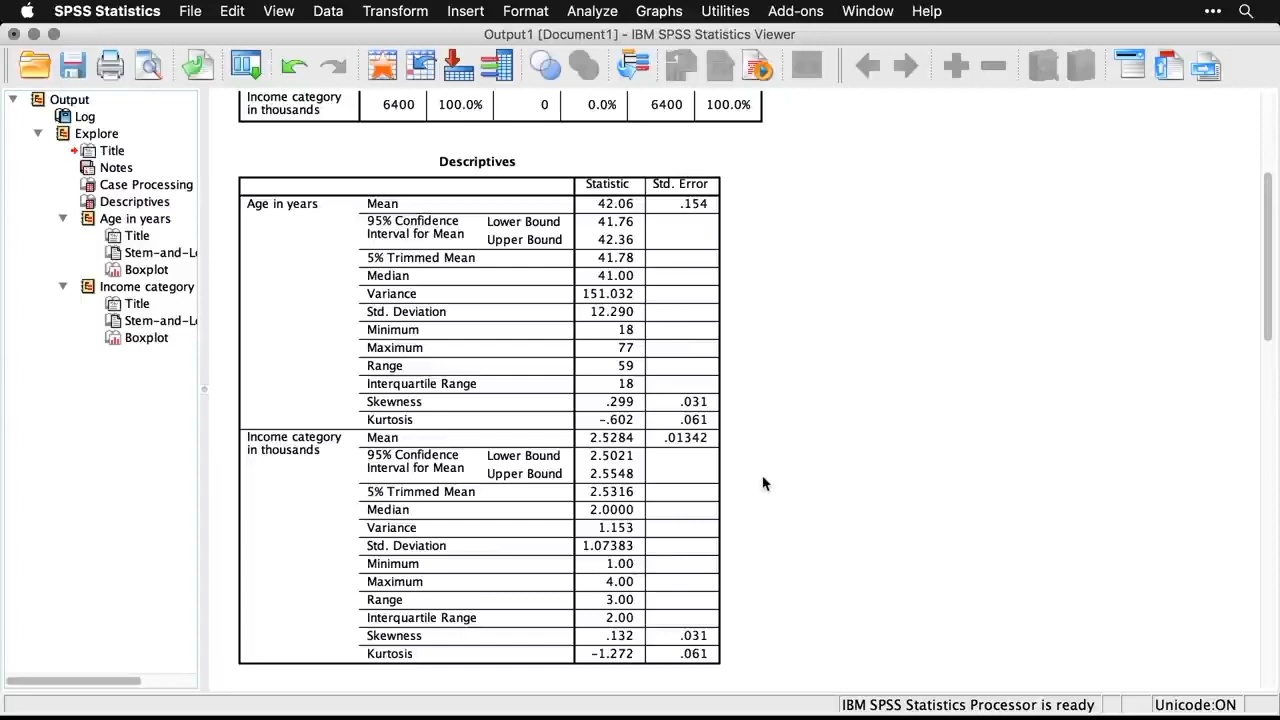 SPSS Statistics File Edit View Data Transform Insert Format Analyze Graphs Utilities Add-ons Window Help
Output1 [Document1] - IBM SPSS Statistics Viewer
Output
Log
Explore
Title
Notes
Case Processing
Descriptives
Age in years
Title
Stem-and-Le
Boxplot
Income category
Title
Stem-and-Le
Boxplot
Income category
in thousands
6400 100.0% 0 0.0% 6400 100.0%
Descriptives
Statistic Std. Error
Age in years Mean 42.06 .154
95% Confidence
Interval for Mean
Lower Bound 41.76
Upper Bound 42.36
5% Trimmed Mean 41.78
Median 41.00
Variance 151.032
Std. Deviation 12.290
Minimum 18
Maximum 77
Range 59
Interquartile Range 18
Skewness .299 .031
Kurtosis -.602 .061
Income category
in thousands
Mean 2.5284 .01342
95% Confidence
Interval for Mean
Lower Bound 2.5021
Upper Bound 2.5548
5% Trimmed Mean 2.5316
Median 2.0000
Variance 1.153
Std. Deviation 1.07383
Minimum 1.00
Maximum 4.00
Range 3.00
Interquartile Range 2.00
Skewness .132 .031
Kurtosis -1.272 .061
IBM SPSS Statistics Processor is ready Unicode:ON